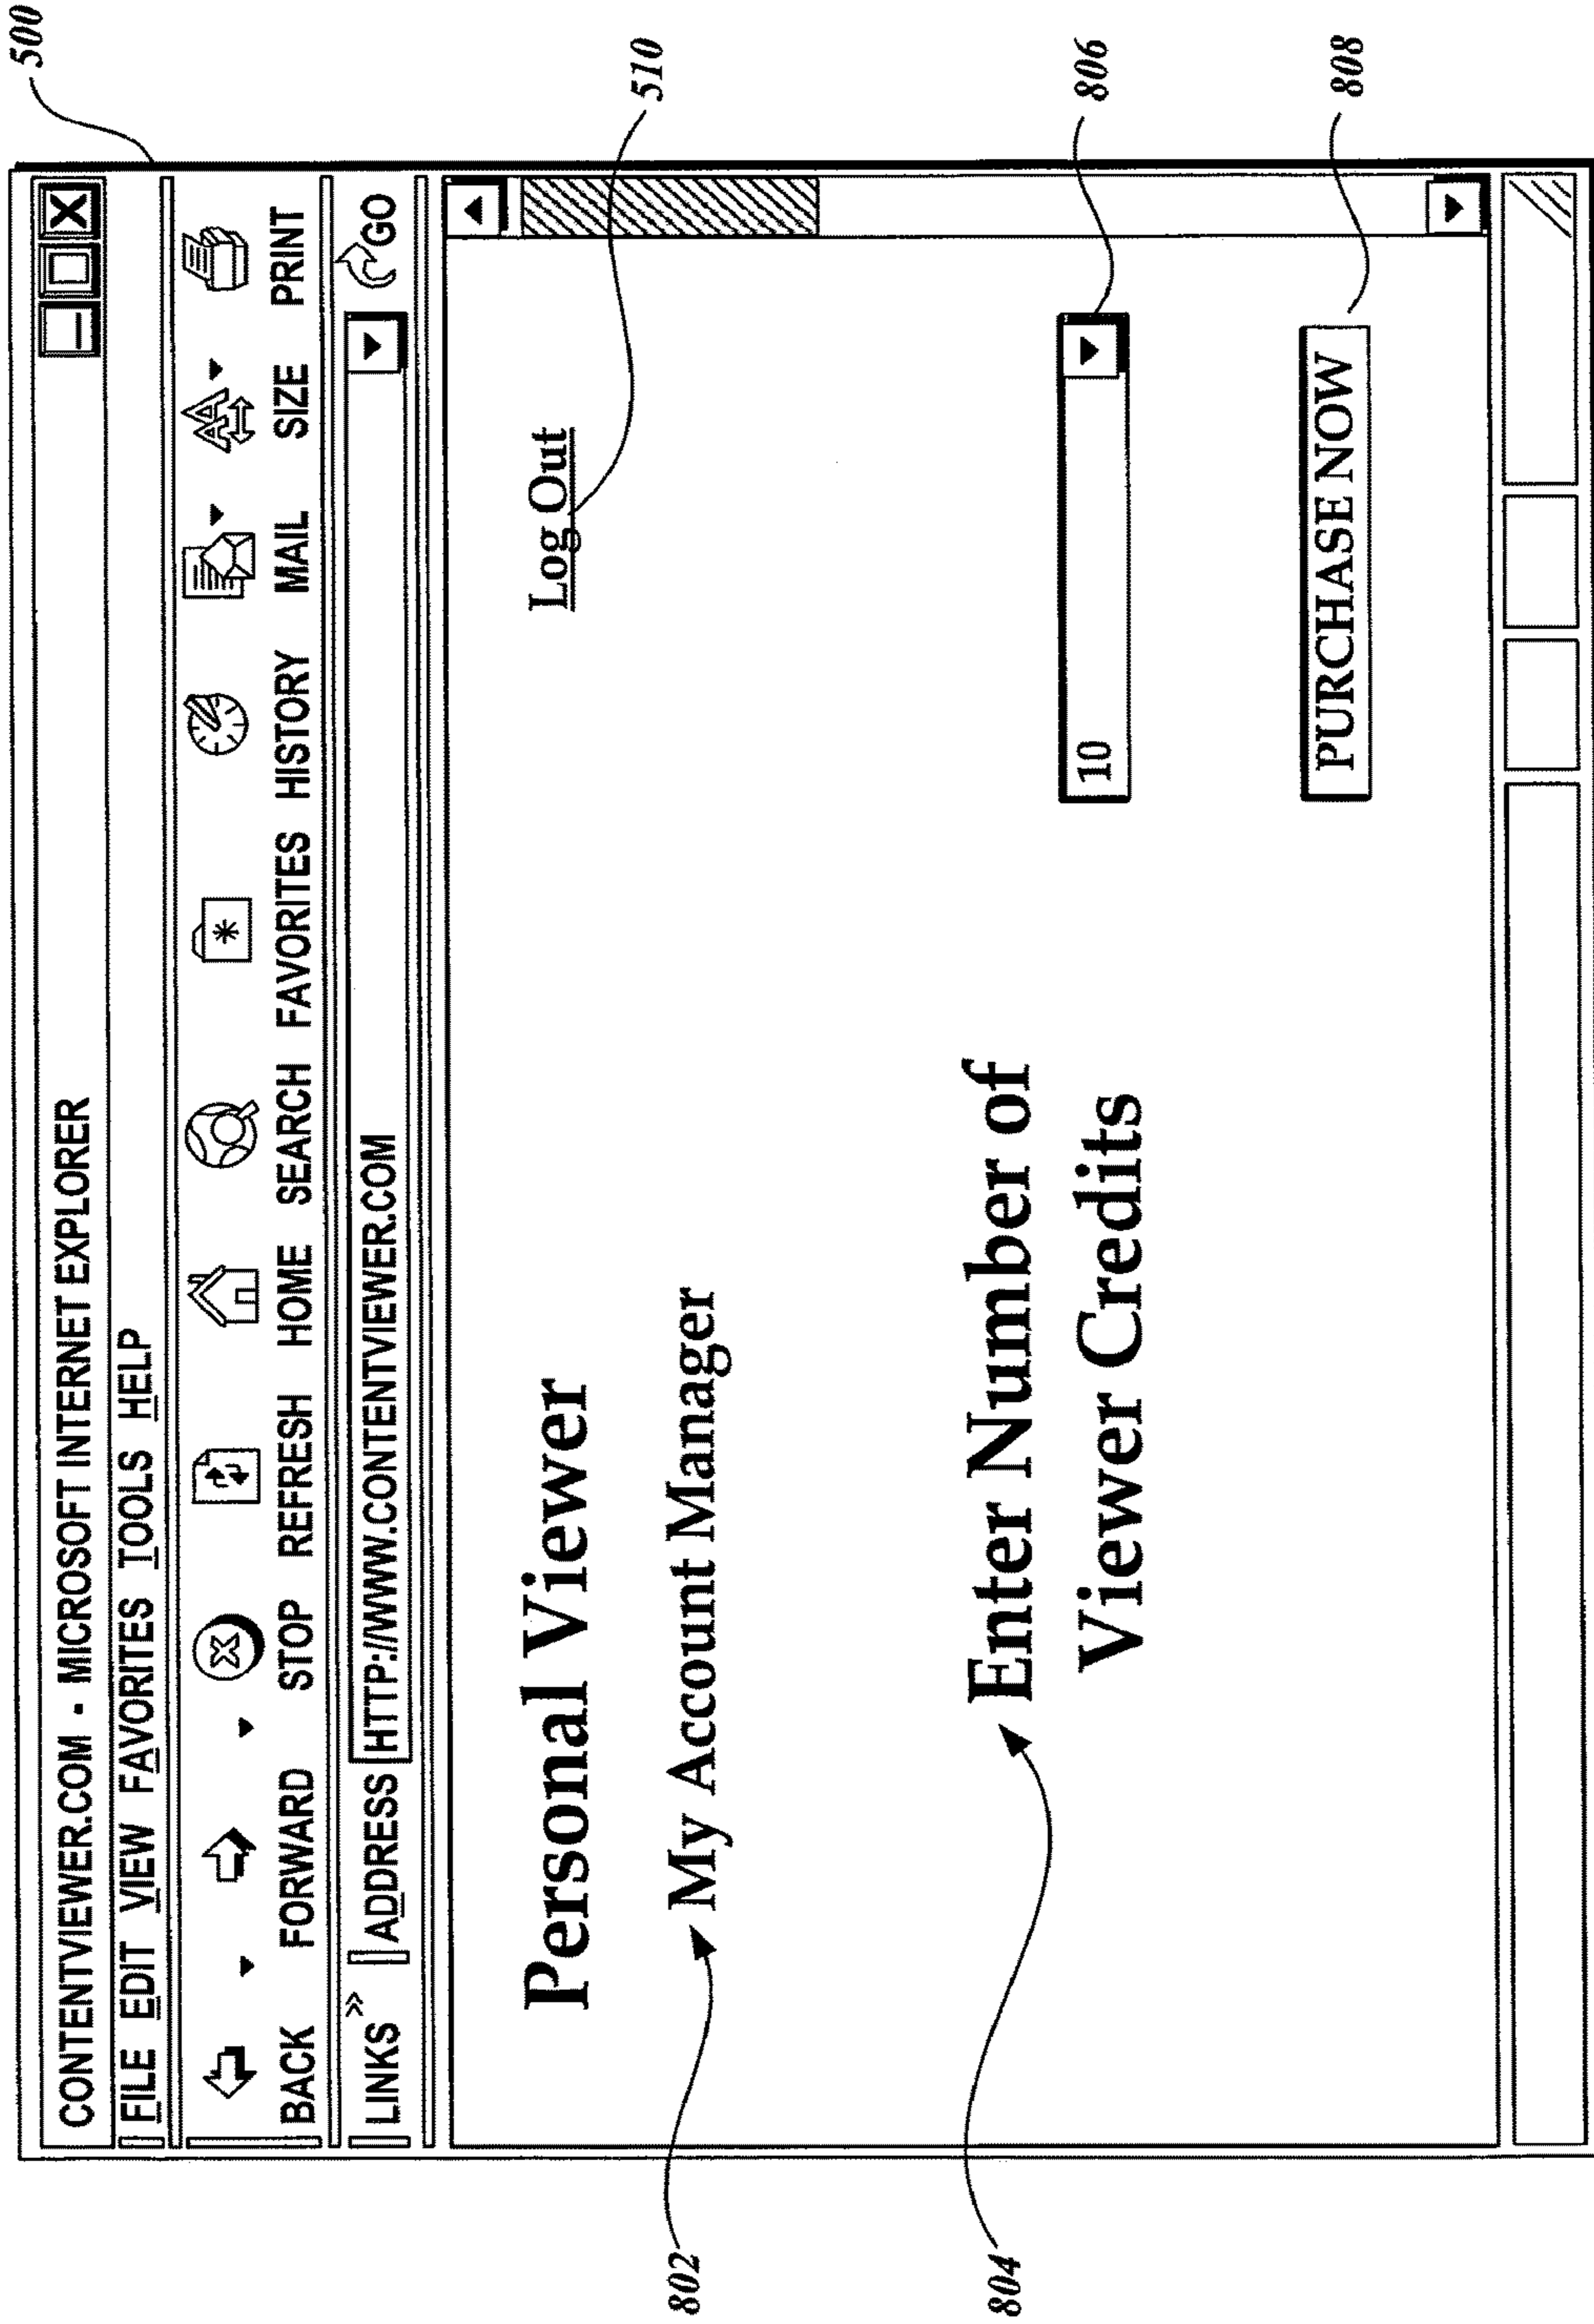 500
CONTENTVIEWER.COM - MICROSOFT INTERNET EXPLORER
FILE EDIT VIEW FAVORITES TOOLS HELP
BACK FORWARD STOP REFRESH HOME SEARCH FAVORITES HISTORY MAIL SIZE PRINT
LINKS » ADDRESS HTTP://WWW.CONTENTVIEWER.COM GO
Personal Viewer Log Out
510
802 My Account Manager
804 Enter Number of
Viewer Credits
10 806
PURCHASE NOW 808